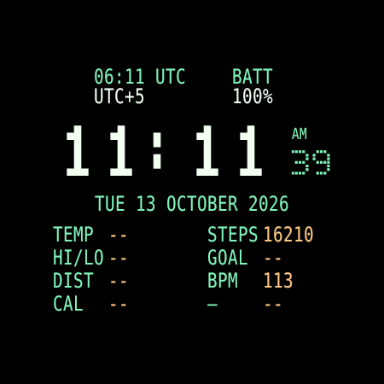 06:11 UTC BATT
UTC+5 100%
11:11 AM 39
TUE 13 OCTOBER 2026
TEMP -- STEPS 16210
HI/LO -- GOAL --
DIST -- BPM 113
CAL -- – --